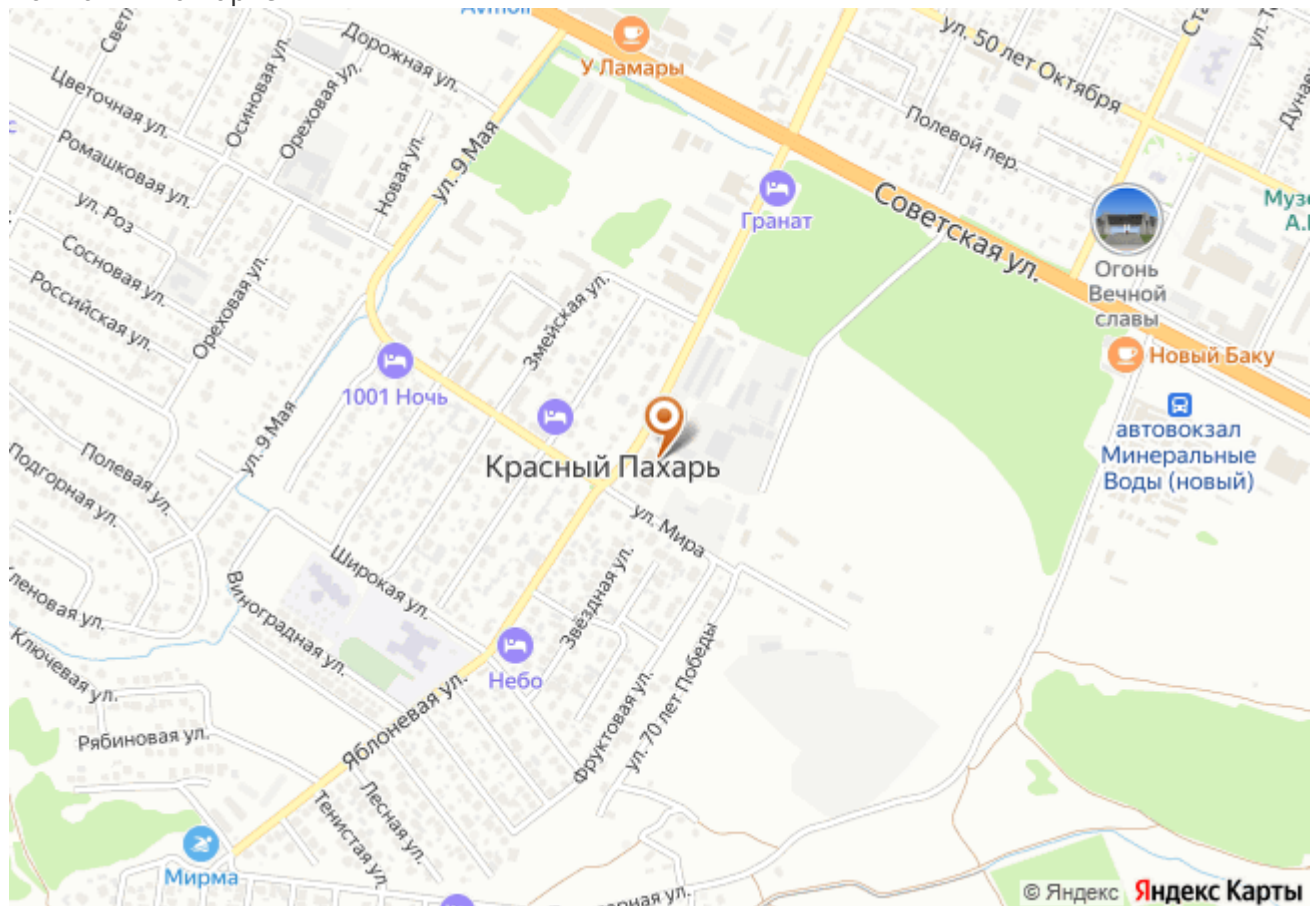 Дорожная ул.
У Ламары
ул. 50 лет Октября
Цветочная ул.
Осиновая ул.
Ореховая ул.
Полевой пер.
Ромашковая ул.
Новая ул.
ул. 9 Мая
ул. Роз
Гранат
Советская ул.
Сосновая ул.
Российская ул.
Ореховая ул.
Змейская ул.
Огонь
Вечной
славы
Новый Баку
1001 Ночь
ул. 9 Мая
автовокзал
Минеральные
Воды (новый)
Полевая ул.
Подгорная ул.
Красный Пахарь
ул. Мира
Широкая ул.
Виноградная ул.
Звёздная ул.
Ключевая ул.
Небо
Яблоневая ул.
Фруктовая ул.
ул. 70 лет Победы
Рябиновая ул.
Лесная ул.
Тенистая ул.
Мирма
© Яндекс Яндекс Карты